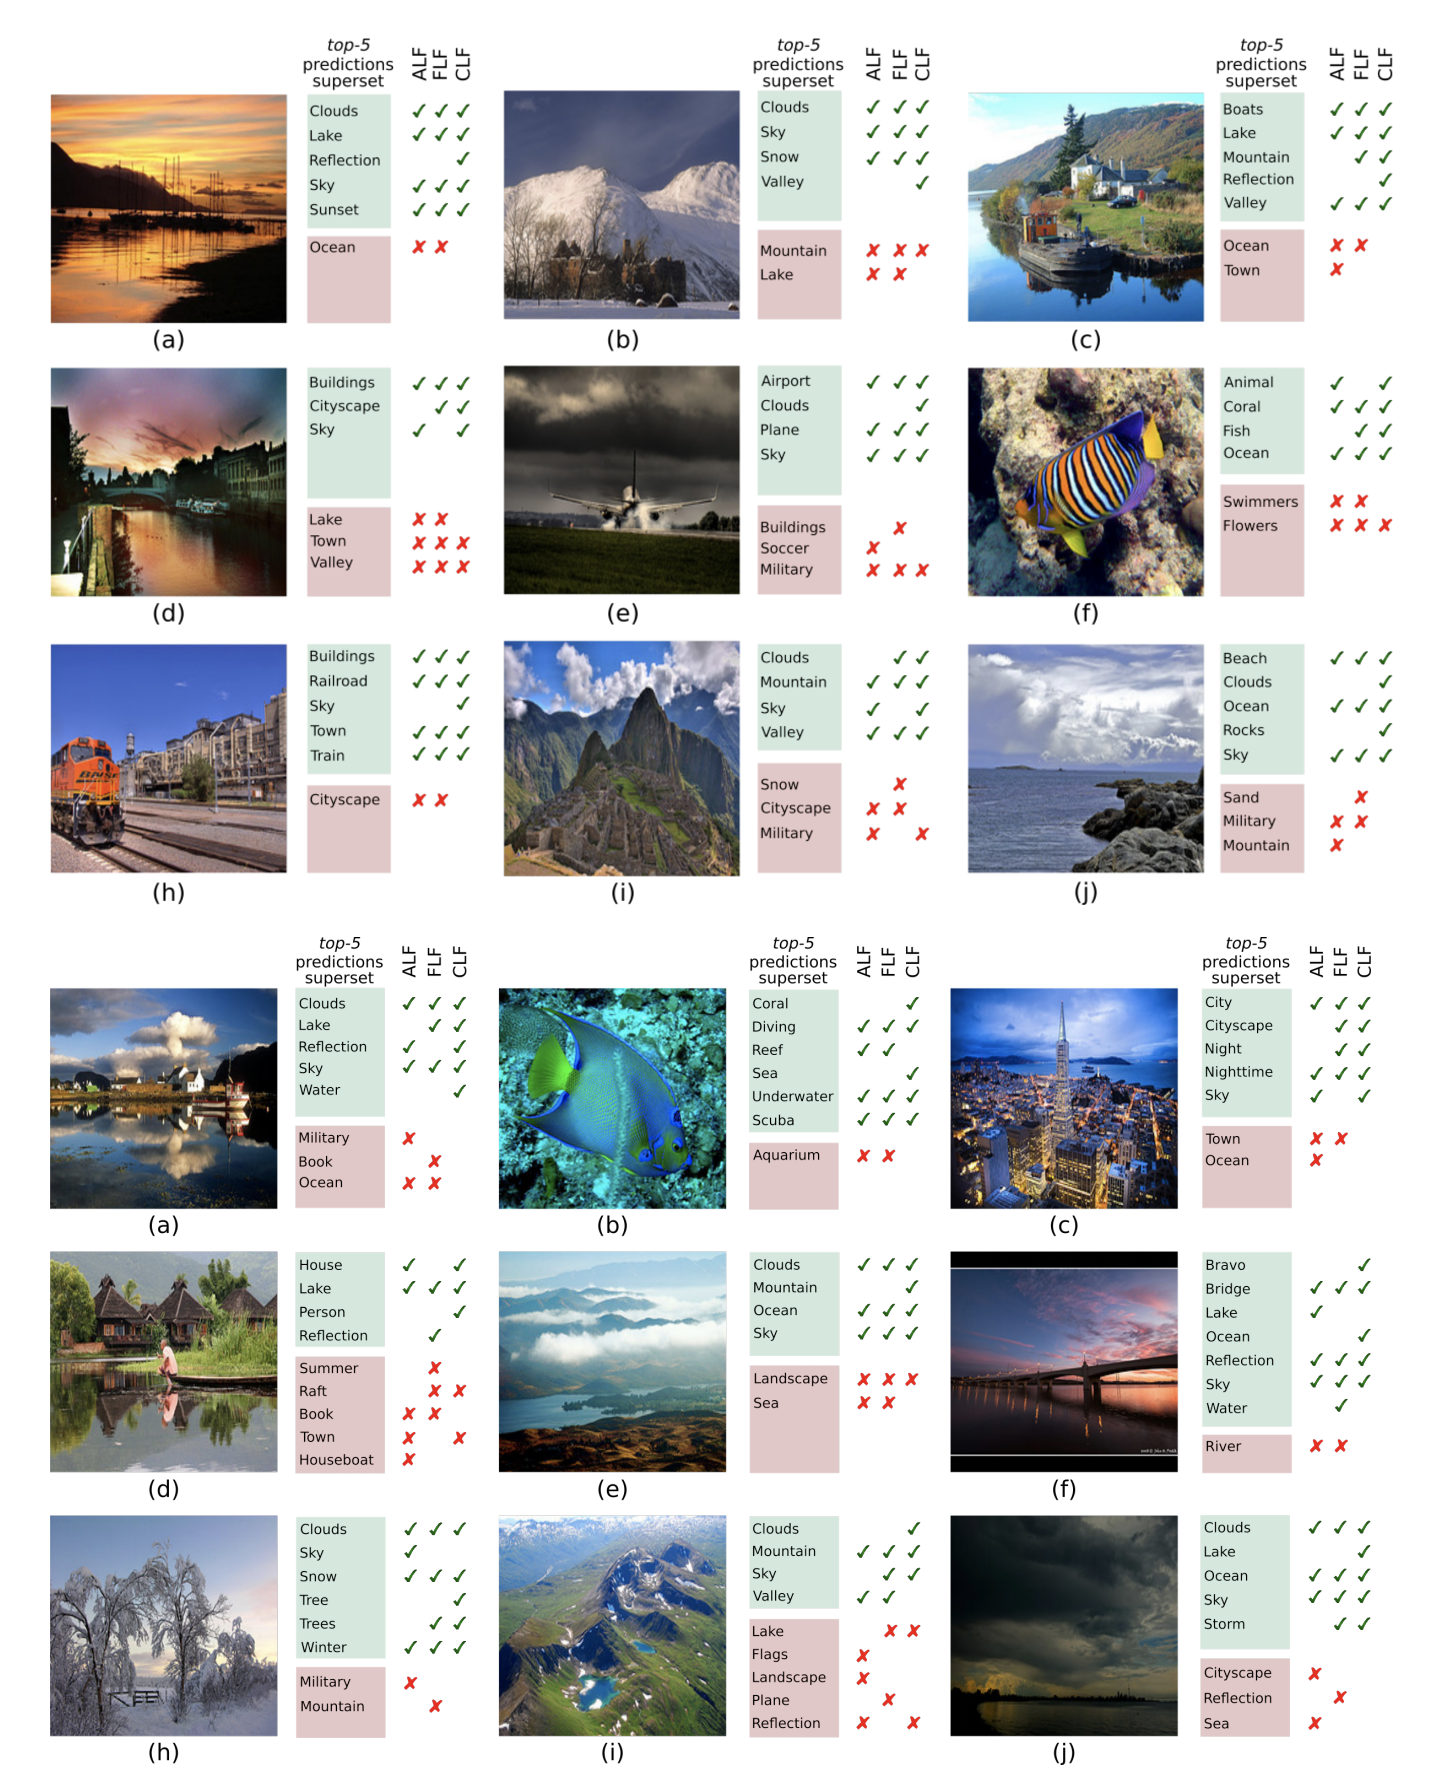 top-5
predictions
superset
ALF
FLF
CLF
Clouds ✓ ✓ ✓
Lake ✓ ✓ ✓
Reflection ✓
Sky ✓ ✓ ✓
Sunset ✓ ✓ ✓
Ocean ✗ ✗
(a)
top-5
predictions
superset
ALF
FLF
CLF
Clouds ✓ ✓ ✓
Sky ✓ ✓ ✓
Snow ✓ ✓ ✓
Valley ✓
Mountain ✗ ✗ ✗
Lake ✗ ✗
(b)
top-5
predictions
superset
ALF
FLF
CLF
Boats ✓ ✓ ✓
Lake ✓ ✓ ✓
Mountain ✓ ✓
Reflection ✓
Valley ✓ ✓ ✓
Ocean ✗ ✗
Town ✗
(c)
Buildings ✓ ✓ ✓
Cityscape ✓ ✓
Sky ✓ ✓
Lake ✗ ✗
Town ✗ ✗ ✗
Valley ✗ ✗ ✗
(d)
Airport ✓ ✓ ✓
Clouds ✓
Plane ✓ ✓ ✓
Sky ✓ ✓ ✓
Buildings ✗
Soccer ✗
Military ✗ ✗ ✗
(e)
Animal ✓ ✓
Coral ✓ ✓ ✓
Fish ✓ ✓
Ocean ✓ ✓ ✓
Swimmers ✗ ✗
Flowers ✗ ✗ ✗
(f)
BNSF
Buildings ✓ ✓ ✓
Railroad ✓ ✓ ✓
Sky ✓
Town ✓ ✓ ✓
Train ✓ ✓ ✓
Cityscape ✗ ✗
(h)
Clouds ✓ ✓
Mountain ✓ ✓ ✓
Sky ✓ ✓
Valley ✓ ✓ ✓
Snow ✗
Cityscape ✗ ✗
Military ✗ ✗
(i)
Beach ✓ ✓ ✓
Clouds ✓
Ocean ✓ ✓ ✓
Rocks ✓
Sky ✓ ✓ ✓
Sand ✗
Military ✗ ✗
Mountain ✗
(j)
top-5
predictions
superset
ALF
FLF
CLF
Clouds ✓ ✓ ✓
Lake ✓ ✓
Reflection ✓ ✓
Sky ✓ ✓ ✓
Water ✓
Military ✗
Book ✗
Ocean ✗ ✗
(a)
top-5
predictions
superset
ALF
FLF
CLF
Coral ✓
Diving ✓ ✓ ✓
Reef ✓ ✓
Sea ✓
Underwater ✓ ✓ ✓
Scuba ✓ ✓ ✓
Aquarium ✗ ✗
(b)
top-5
predictions
superset
ALF
FLF
CLF
City ✓ ✓ ✓
Cityscape ✓ ✓
Night ✓ ✓
Nighttime ✓ ✓ ✓
Sky ✓ ✓
Town ✗ ✗
Ocean ✗
(c)
House ✓ ✓
Lake ✓ ✓ ✓
Person ✓
Reflection ✓
Summer ✗
Raft ✗ ✗
Book ✗ ✗
Town ✗ ✗
Houseboat ✗
(d)
Clouds ✓ ✓ ✓
Mountain ✓
Ocean ✓ ✓ ✓
Sky ✓ ✓ ✓
Landscape ✗ ✗ ✗
Sea ✗ ✗
(e)
Bravo ✓
Bridge ✓ ✓ ✓
Lake ✓
Ocean ✓
Reflection ✓ ✓ ✓
Sky ✓ ✓ ✓
Water ✓
River ✗ ✗
(f)
Clouds ✓ ✓ ✓
Sky ✓
Snow ✓ ✓ ✓
Tree ✓
Trees ✓ ✓
Winter ✓ ✓ ✓
Military ✗
Mountain ✗
(h)
Clouds ✓
Mountain ✓ ✓ ✓
Sky ✓ ✓
Valley ✓ ✓
Lake ✗ ✗
Flags ✗
Landscape ✗
Plane ✗
Reflection ✗ ✗
(i)
Clouds ✓ ✓ ✓
Lake ✓
Ocean ✓ ✓ ✓
Sky ✓ ✓ ✓
Storm ✓ ✓
Cityscape ✗
Reflection ✗
Sea ✗
(j)